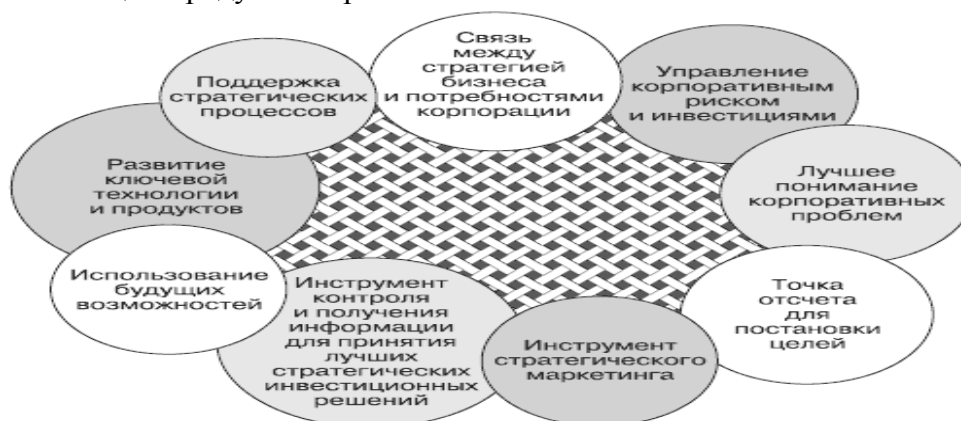 Связь
между
стратегией
бизнеса
и потребностями
корпорации
Управление
корпоративным
риском
и инвестициями
Поддержка
стратегических
процессов
Развитие
ключевой
технологии
и продуктов
Лучшее
понимание
корпоративных
проблем
Использование
будущих
возможностей
Инструмент
контроля
и получения
информации
для принятия
лучших
стратегических
инвестиционных
решений
Инструмент
стратегического
маркетинга
Точка
отсчета
для
постановки
целей